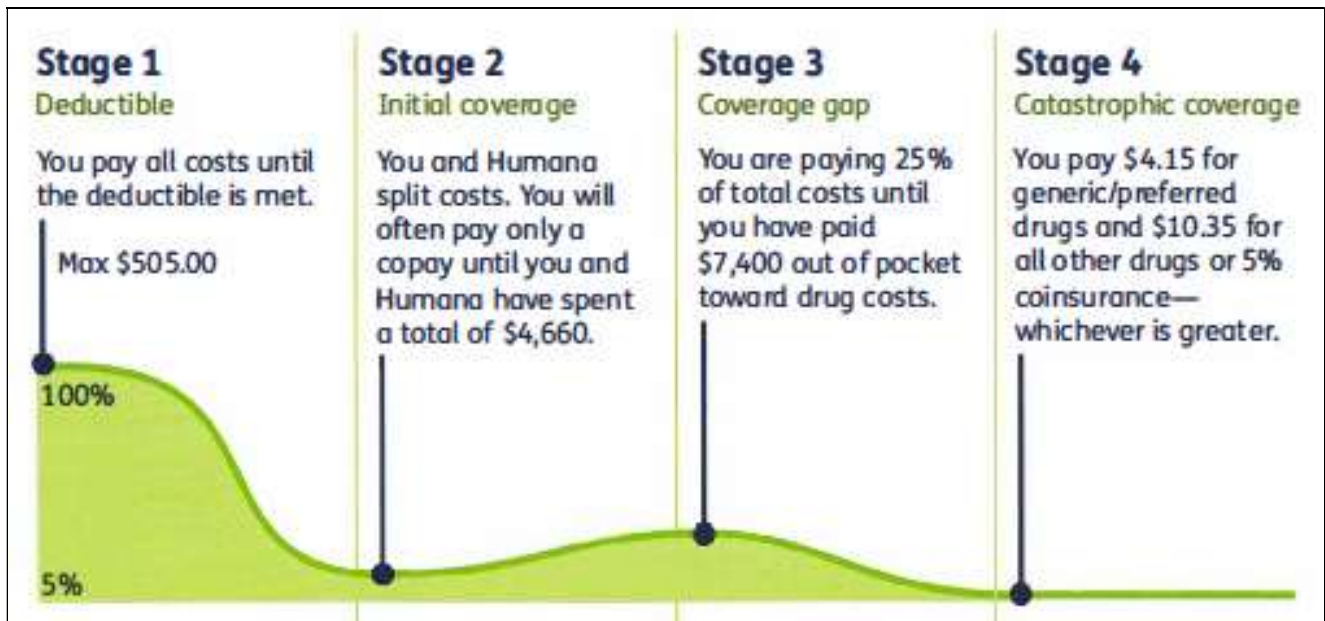 Stage 1
Deductible
You pay all costs until
the deductible is met.
Max $505.00
100%
5%
Stage 2
Initial coverage
You and Humana
split costs. You will
often pay only a
copay until you and
Humana have spent
a total of $4,660.
Stage 3
Coverage gap
You are paying 25%
of total costs until
you have paid
$7,400 out of pocket
toward drug costs.
Stage 4
Catastrophic coverage
You pay $4.15 for
generic/preferred
drugs and $10.35 for
all other drugs or 5%
coinsurance—
whichever is greater.